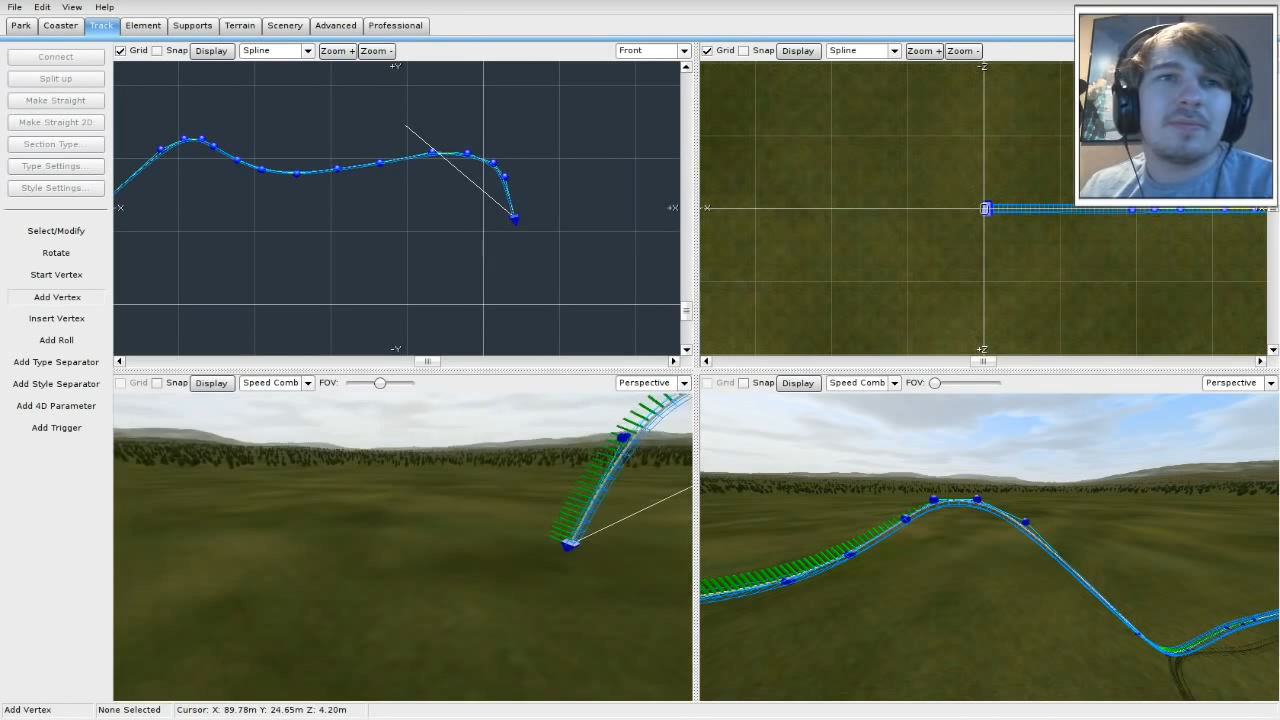 File Edit View Help
Park Coaster Track Element Supports Terrain Scenery Advanced Professional
Connect
Split up
Make Straight
Make Straight 2D
Section Type...
Type Settings...
Style Settings...
Select/Modify
Rotate
Start Vertex
Add Vertex
Insert Vertex
Add Roll
Add Type Separator
Add Style Separator
Add 4D Parameter
Add Trigger
Grid Snap Display Spline Zoom + Zoom - Front
+Y
-X
+X
-Y
Grid Snap Display Spline Zoom + Zoom -
-Z
-X
+Z
Grid Snap Display Speed Comb FOV: Perspective
Grid Snap Display Speed Comb FOV: Perspective
Add Vertex None Selected Cursor: X: 89.78m Y: 24.65m Z: 4.20m